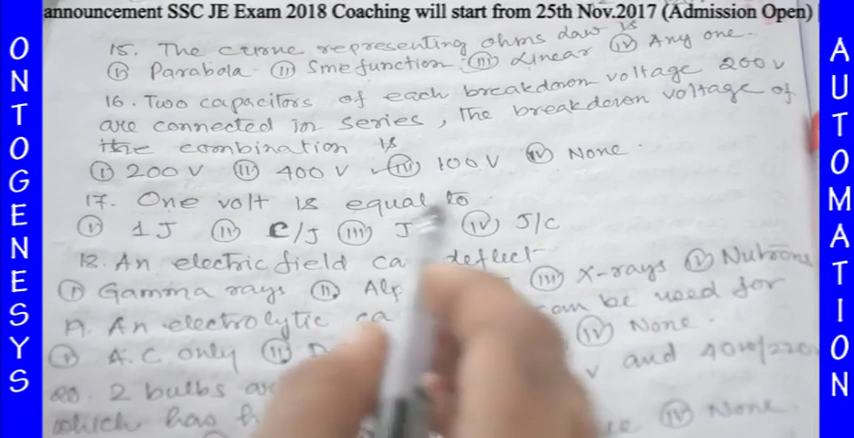 announcement SSC JE Exam 2018 Coaching will start from 25th Nov.2017 (Admission Open)
ONTOGENESYS
15. The curve representing ohms law is
(i) Parabola (ii) Sme function (iii) Linear (iv) Any one.
16. Two capacitors of each breakdown voltage 200 v
are connected in series, The breakdown voltage of
the combination is
(i) 200 V (ii) 400 V (iii) 100 V (iv) None.
17. One volt is equal to
(i) 1J (ii) C/J (iii) J (iv) J/C
18. An electric field ca deflect
(i) Gamma rays (ii) Alp (iii) X-rays (iv) Nutrons
19. An electrolytic ca can be used for
(i) A.C. only (ii) D (iv) None.
20. 2 bulbs v and 40W/220
which has (iv) None
AUTOMATION